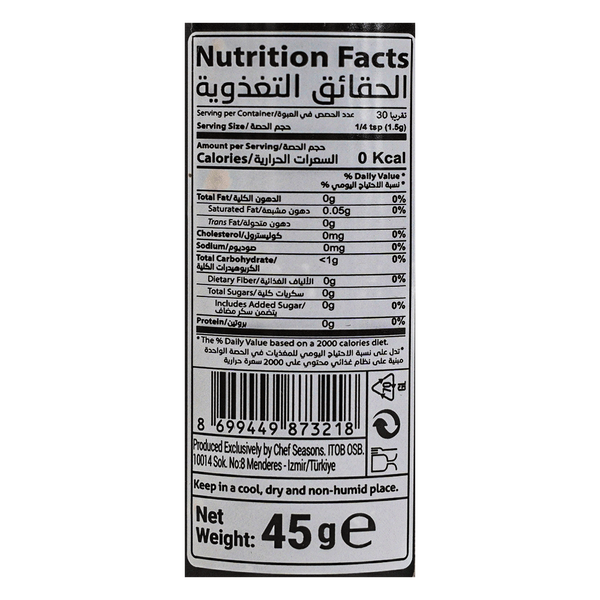 Nutrition Facts
الحقائق التغذوية
Serving per Container/عدد الحصص في العبوة 30 تقريبا
Serving Size/حجم الحصة 1/4 tsp (1.5g)
Amount per Serving/حجم الحصة
Calories/السعرات الحرارية 0 Kcal
% Daily Value*
% نسبة الاحتياج اليومي*
Total Fat/الدهون الكلية 0g 0%
Saturated Fat/دهون مشبعة 0.05g 0%
Trans Fat/دهون متحولة 0g
Cholesterol/كوليسترول 0mg 0%
Sodium/صوديوم 0mg 0%
Total Carbohydrate/ <1g 0%
الكربوهيدرات الكلية
Dietary Fiber/الألياف الغذائية 0g 0%
Total Sugars/سكريات كلية 0g
Includes Added Sugar/ 0g 0%
يتضمن سكر مضاف
Protein/بروتين 0g 0%
*The % Daily Value based on a 2000 calories diet.
*تدل على نسبة الاحتياج اليومي للمغذيات في الحصة الواحدة
مبنية على نظام غذائي محتوي على 2000 سعرة حرارية
8 699449 873218
70
Produced Exclusively by Chef Seasons. ITOB OSB.
10014 Sok. No:8 Menderes - Izmir/Türkiye
Keep in a cool, dry and non-humid place.
Net
Weight: 45g℮